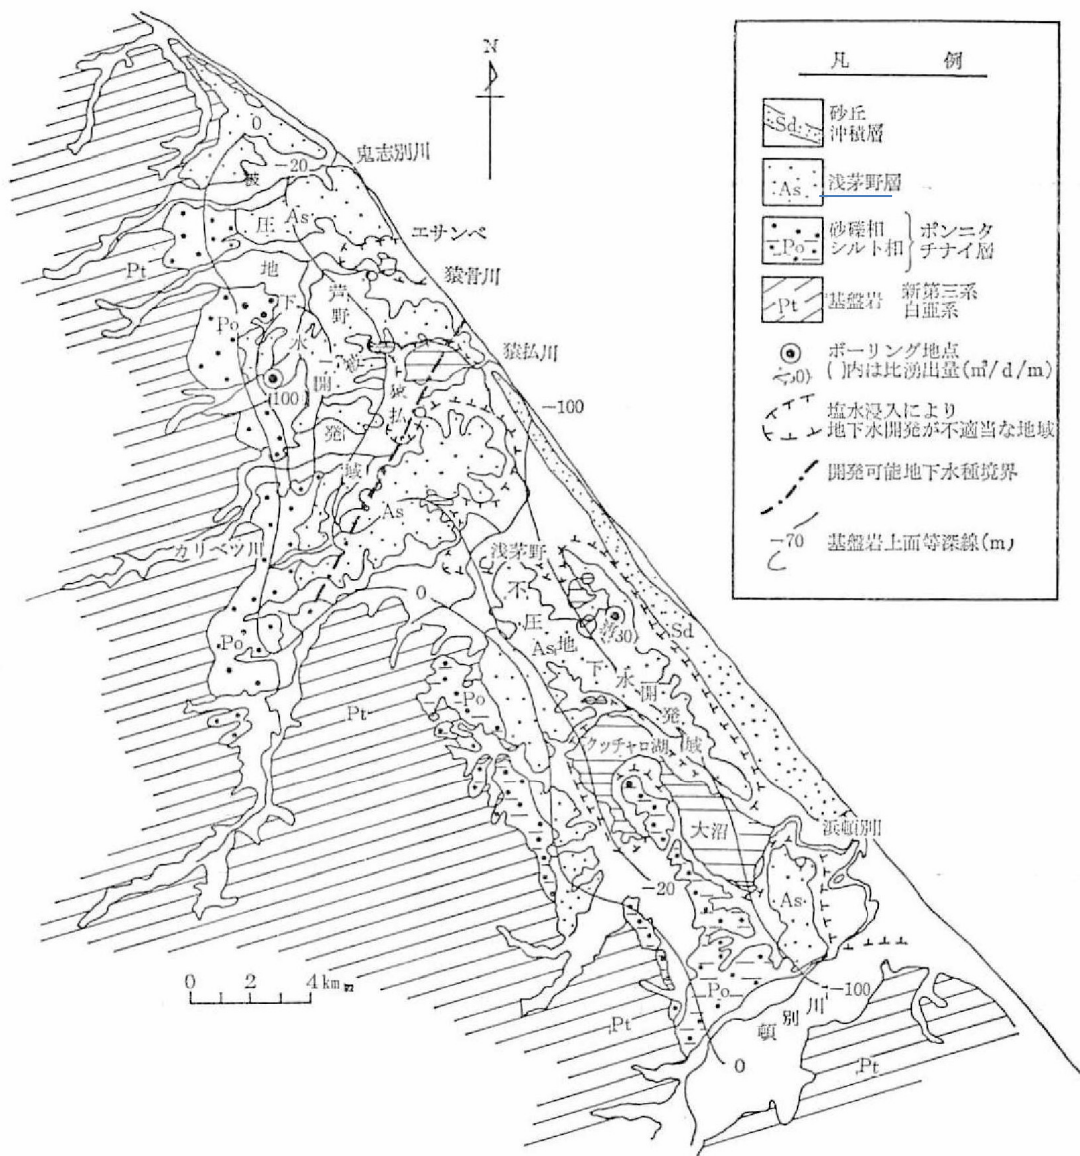 凡 例
Sd
砂丘
沖積層
As
浅茅野層
Po
砂礫相
シルト相
ポンニタ
チナイ層
Pt
基盤岩
新第三系
白亜系
ボーリング地点
( )内は比湧出量(m³/d/m)
塩水浸入により
地下水開発が不適当な地域
開発可能地下水種境界
-70
基盤岩上面等深線(m)
N
0
鬼志別川
-20
被
圧
As
エサンベ
地
Pt
猿骨川
下
芦野
Po
水
猿払川
猿払
開
(100)
-100
発
域
As
カリベツ川
浅茅野
不
0
圧
Sd
Po
As
地
下
水
Po
開
Pt
発
クッチャロ湖
域
大沼
浜頓別
-20
As
0 2 4km
Po
-100
頓別川
Pt
0
Pt